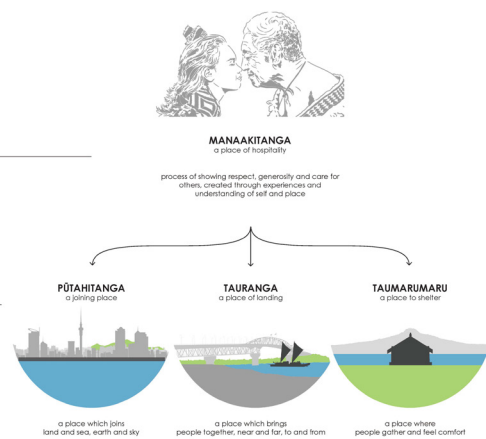 MANAAKITANGA
a place of hospitality
process of showing respect, generosity and care for
others, created through experiences and
understanding of self and place
PŪTAHITANGA
a joining place
TAURANGA
a place of landing
TAUMARUMARU
a place to shelter
a place which joins
land and sea, earth and sky
a place which brings
people together, near and far, to and from
a place where
people gather and feel comfort